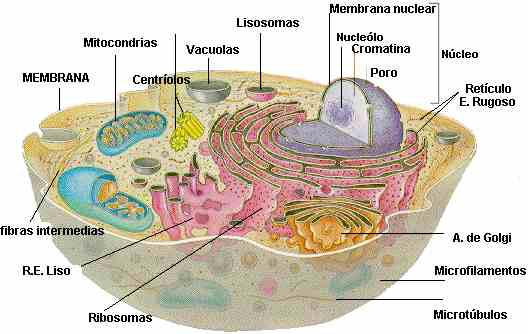 Membrana nuclear
Lisosomas
Mitocondrias
Vacuolas
Nucleólo
Cromatina
Núcleo
Poro
MEMBRANA
Centríolos
Retículo
E. Rugoso
fibras intermedias
A. de Golgi
R.E. Liso
Microfilamentos
Ribosomas
Microtúbulos